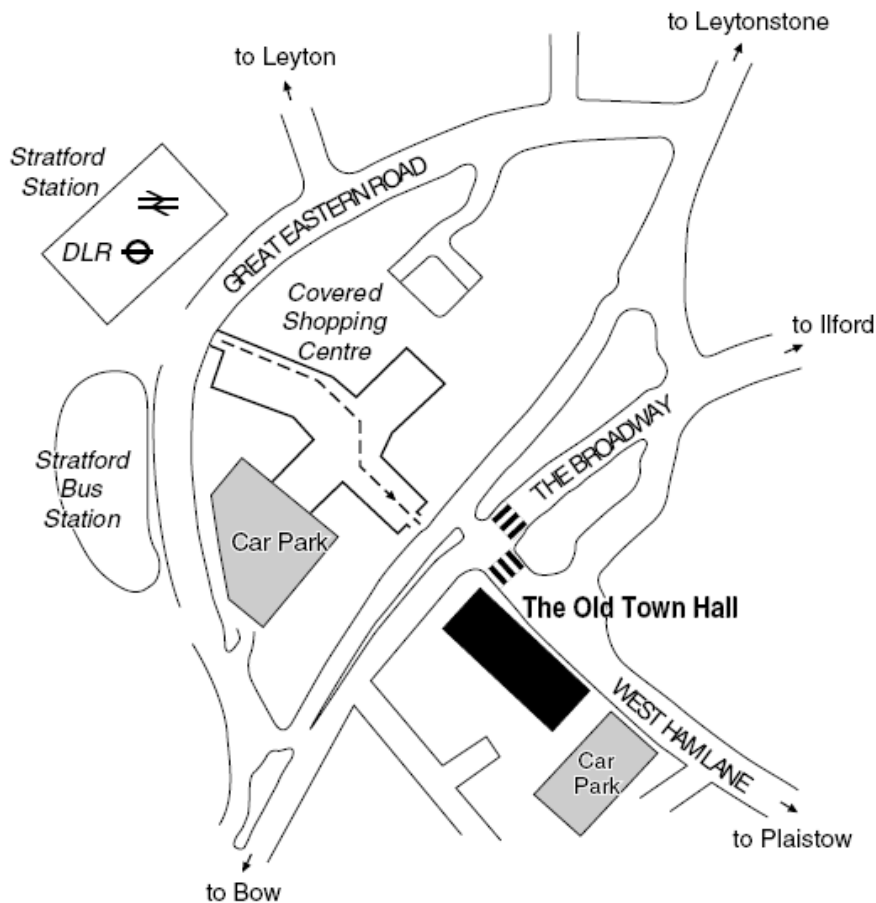 to Leytonstone
to Leyton
Stratford
Station
DLR
GREAT EASTERN ROAD
Covered
Shopping
Centre
to Ilford
THE BROADWAY
Stratford
Bus
Station
Car Park
The Old Town Hall
WEST HAM LANE
Car
Park
to Plaistow
to Bow